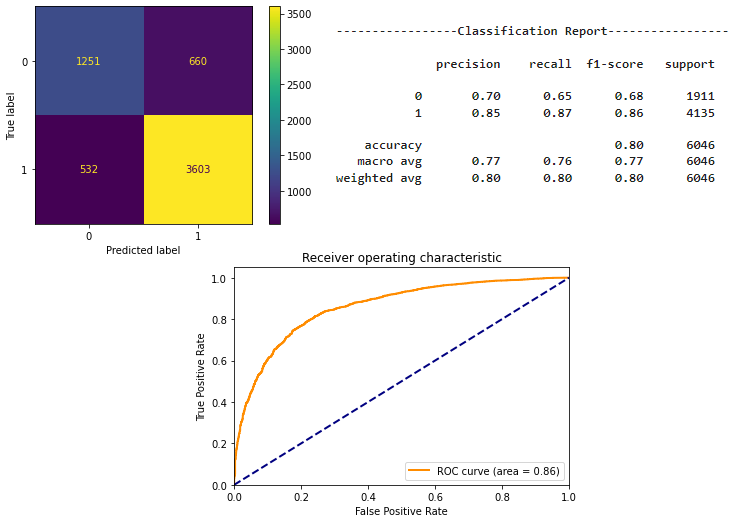 0
1251
660
True label
1
532
3603
0
1
Predicted label
3500
3000
2500
2000
1500
1000
-----------------Classification Report-----------------
precision recall f1-score support
0 0.70 0.65 0.68 1911
1 0.85 0.87 0.86 4135
accuracy 0.80 6046
macro avg 0.77 0.76 0.77 6046
weighted avg 0.80 0.80 0.80 6046
Receiver operating characteristic
True Positive Rate
1.0
0.8
0.6
0.4
0.2
0.0
ROC curve (area = 0.86)
0.0 0.2 0.4 0.6 0.8 1.0
False Positive Rate